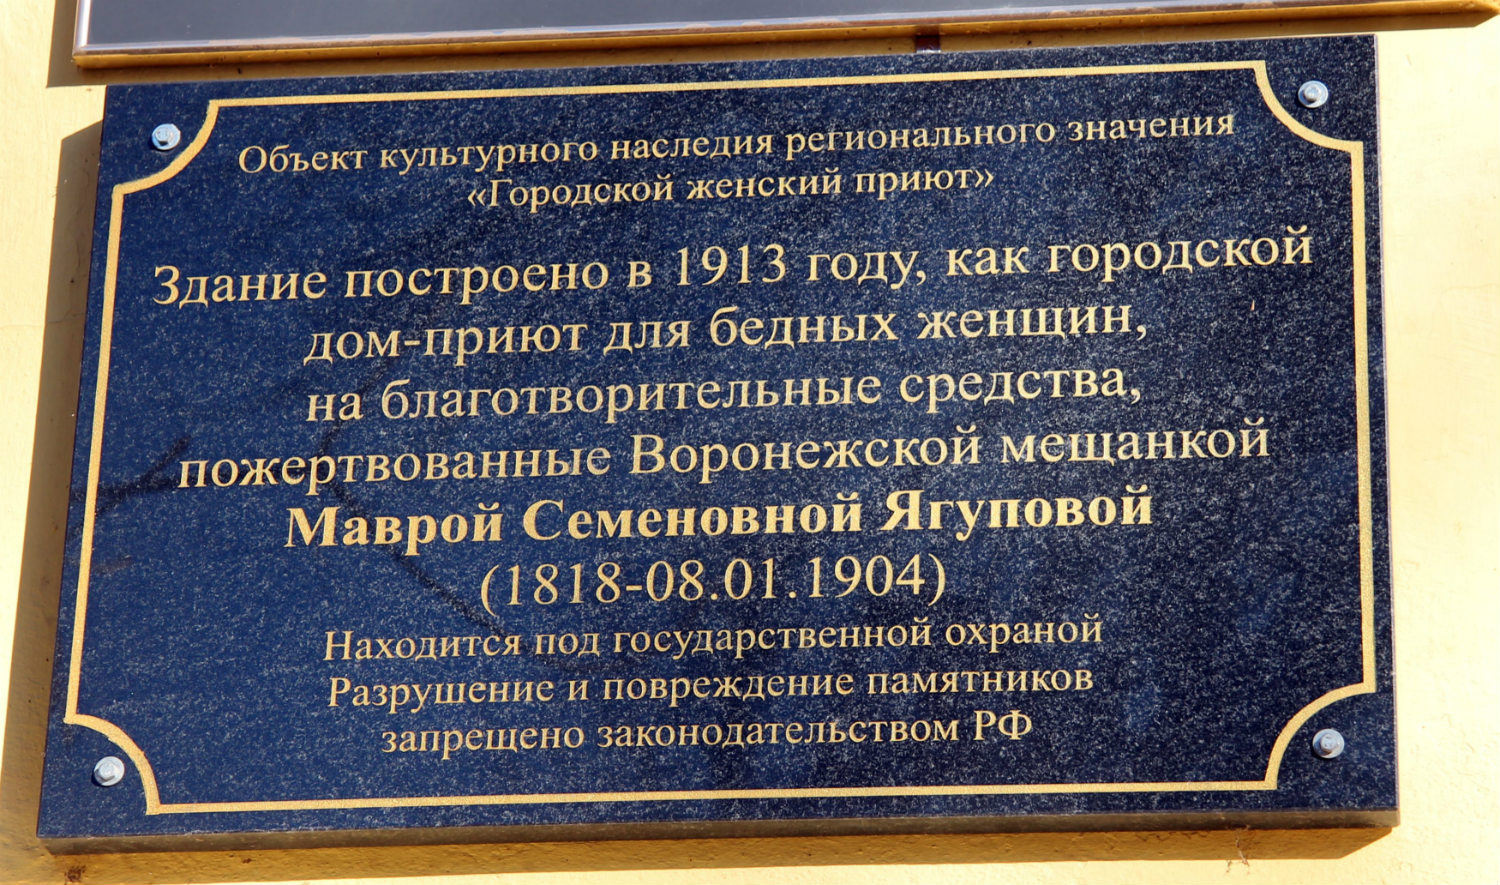 Объект культурного наследия регионального значения
«Городской женский приют»
Здание построено в 1913 году, как городской
дом-приют для бедных женщин,
на благотворительные средства,
пожертвованные Воронежской мещанкой
Маврой Семеновной Ягуповой
(1818-08.01.1904)
Находится под государственной охраной
Разрушение и повреждение памятников
запрещено законодательством РФ